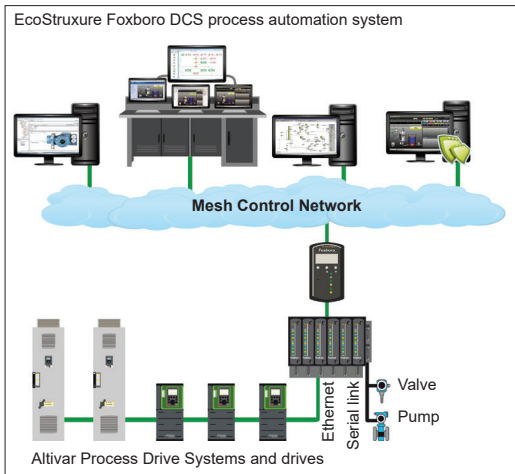 EcoStruxure Foxboro DCS process automation system
Mesh Control Network
Foxboro
Ethernet
Serial link
Valve
Pump
Altivar Process Drive Systems and drives